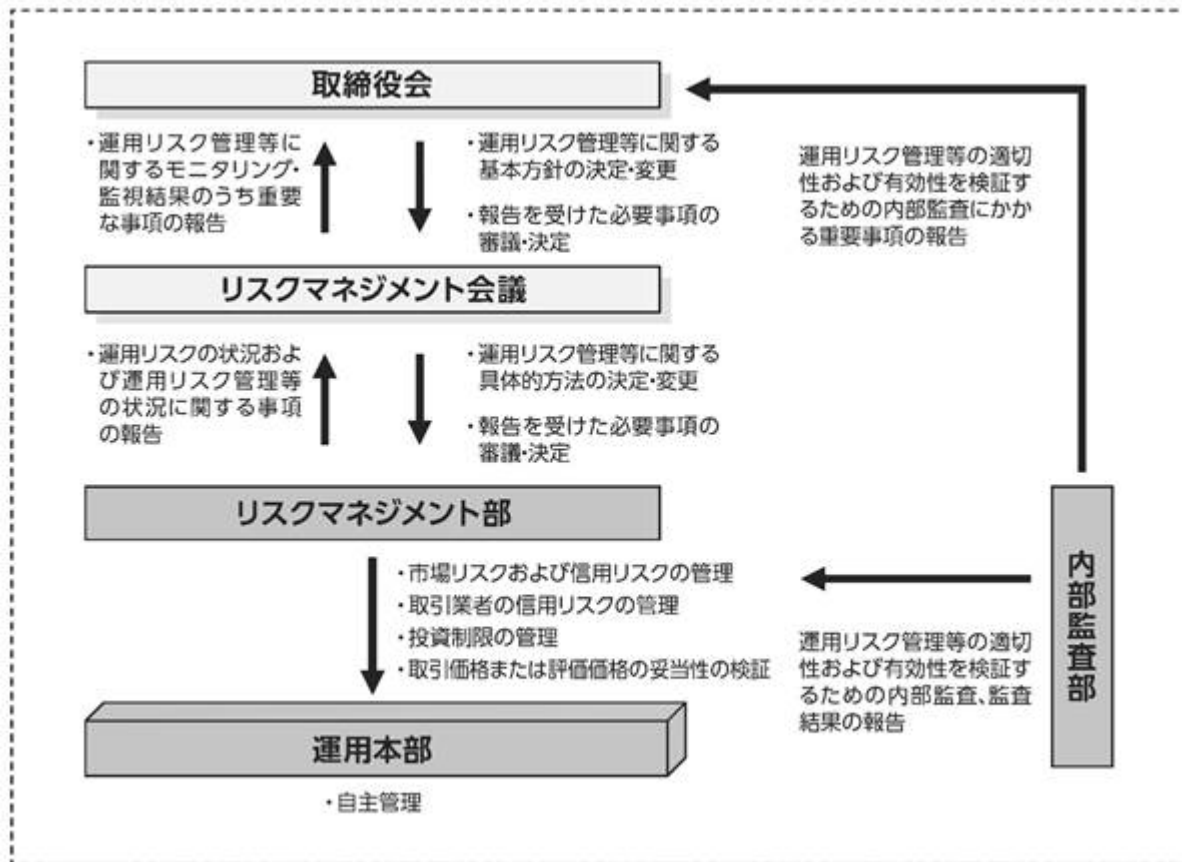 取締役会
・運用リスク管理等に
関するモニタリング・
監視結果のうち重要
な事項の報告
・運用リスク管理等に関する
基本方針の決定・変更
・報告を受けた必要事項の
審議・決定
運用リスク管理等の適切
性および有効性を検証す
るための内部監査にかか
る重要事項の報告
リスクマネジメント会議
・運用リスクの状況およ
び運用リスク管理等
の状況に関する事項
の報告
・運用リスク管理等に関する
具体的方法の決定・変更
・報告を受けた必要事項の
審議・決定
リスクマネジメント部
・市場リスクおよび信用リスクの管理
・取引業者の信用リスクの管理
・投資制限の管理
・取引価格または評価価格の妥当性の検証
運用リスク管理等の適切
性および有効性を検証す
るための内部監査、監査
結果の報告
内部監査部
運用本部
・自主管理